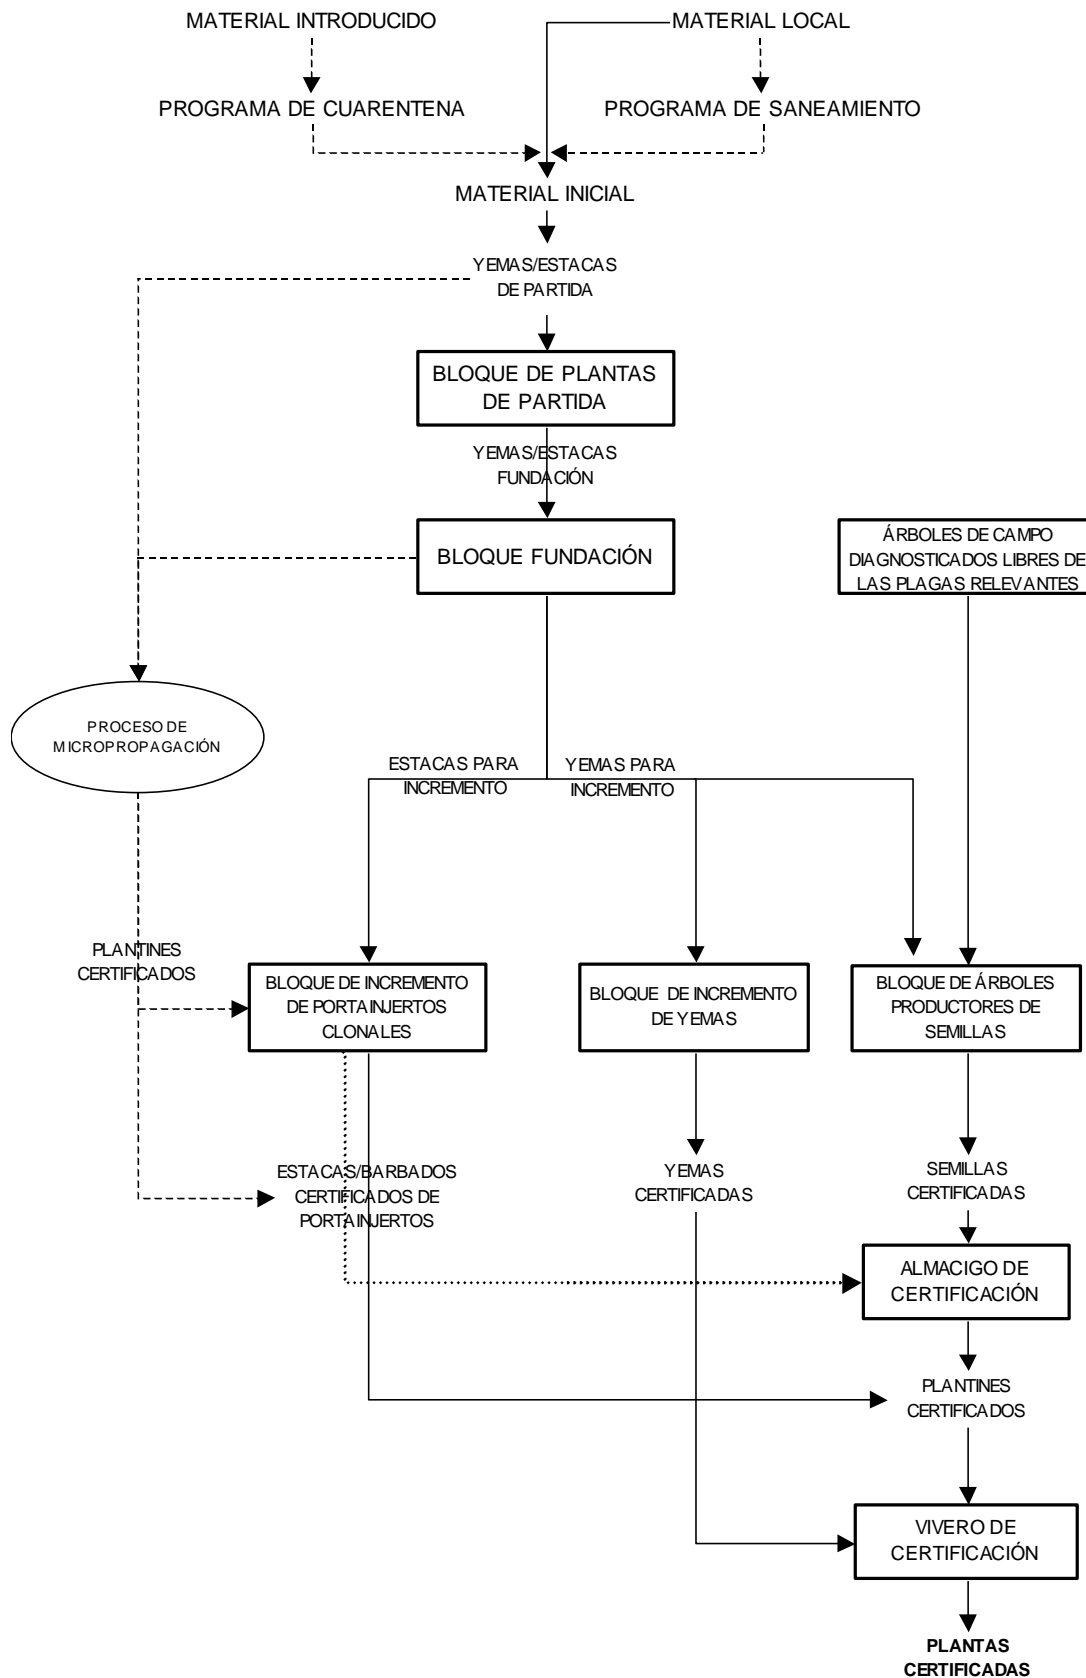 MATERIAL INTRODUCIDO
MATERIAL LOCAL
PROGRAMA DE CUARENTENA
PROGRAMA DE SANEAMIENTO
MATERIAL INICIAL
YEMAS/ESTACAS
DE PARTIDA
BLOQUE DE PLANTAS
DE PARTIDA
YEMAS/ESTACAS
FUNDACIÓN
BLOQUE FUNDACIÓN
ÁRBOLES DE CAMPO
DIAGNOSTICADOS LIBRES DE
LAS PLAGAS RELEVANTES
PROCESO DE
MICROPROPAGACIÓN
ESTACAS PARA
INCREMENTO
YEMAS PARA
INCREMENTO
PLANTINES
CERTIFICADOS
BLOQUE DE INCREMENTO
DE PORTAINJERTOS
CLONALES
BLOQUE DE INCREMENTO
DE YEMAS
BLOQUE DE ÁRBOLES
PRODUCTORES DE
SEMILLAS
ESTACAS/BARBADOS
CERTIFICADOS DE
PORTAINJERTOS
YEMAS
CERTIFICADAS
SEMILLAS
CERTIFICADAS
ALMACIGO DE
CERTIFICACIÓN
PLANTINES
CERTIFICADOS
VIVERO DE
CERTIFICACIÓN
PLANTAS
CERTIFICADAS